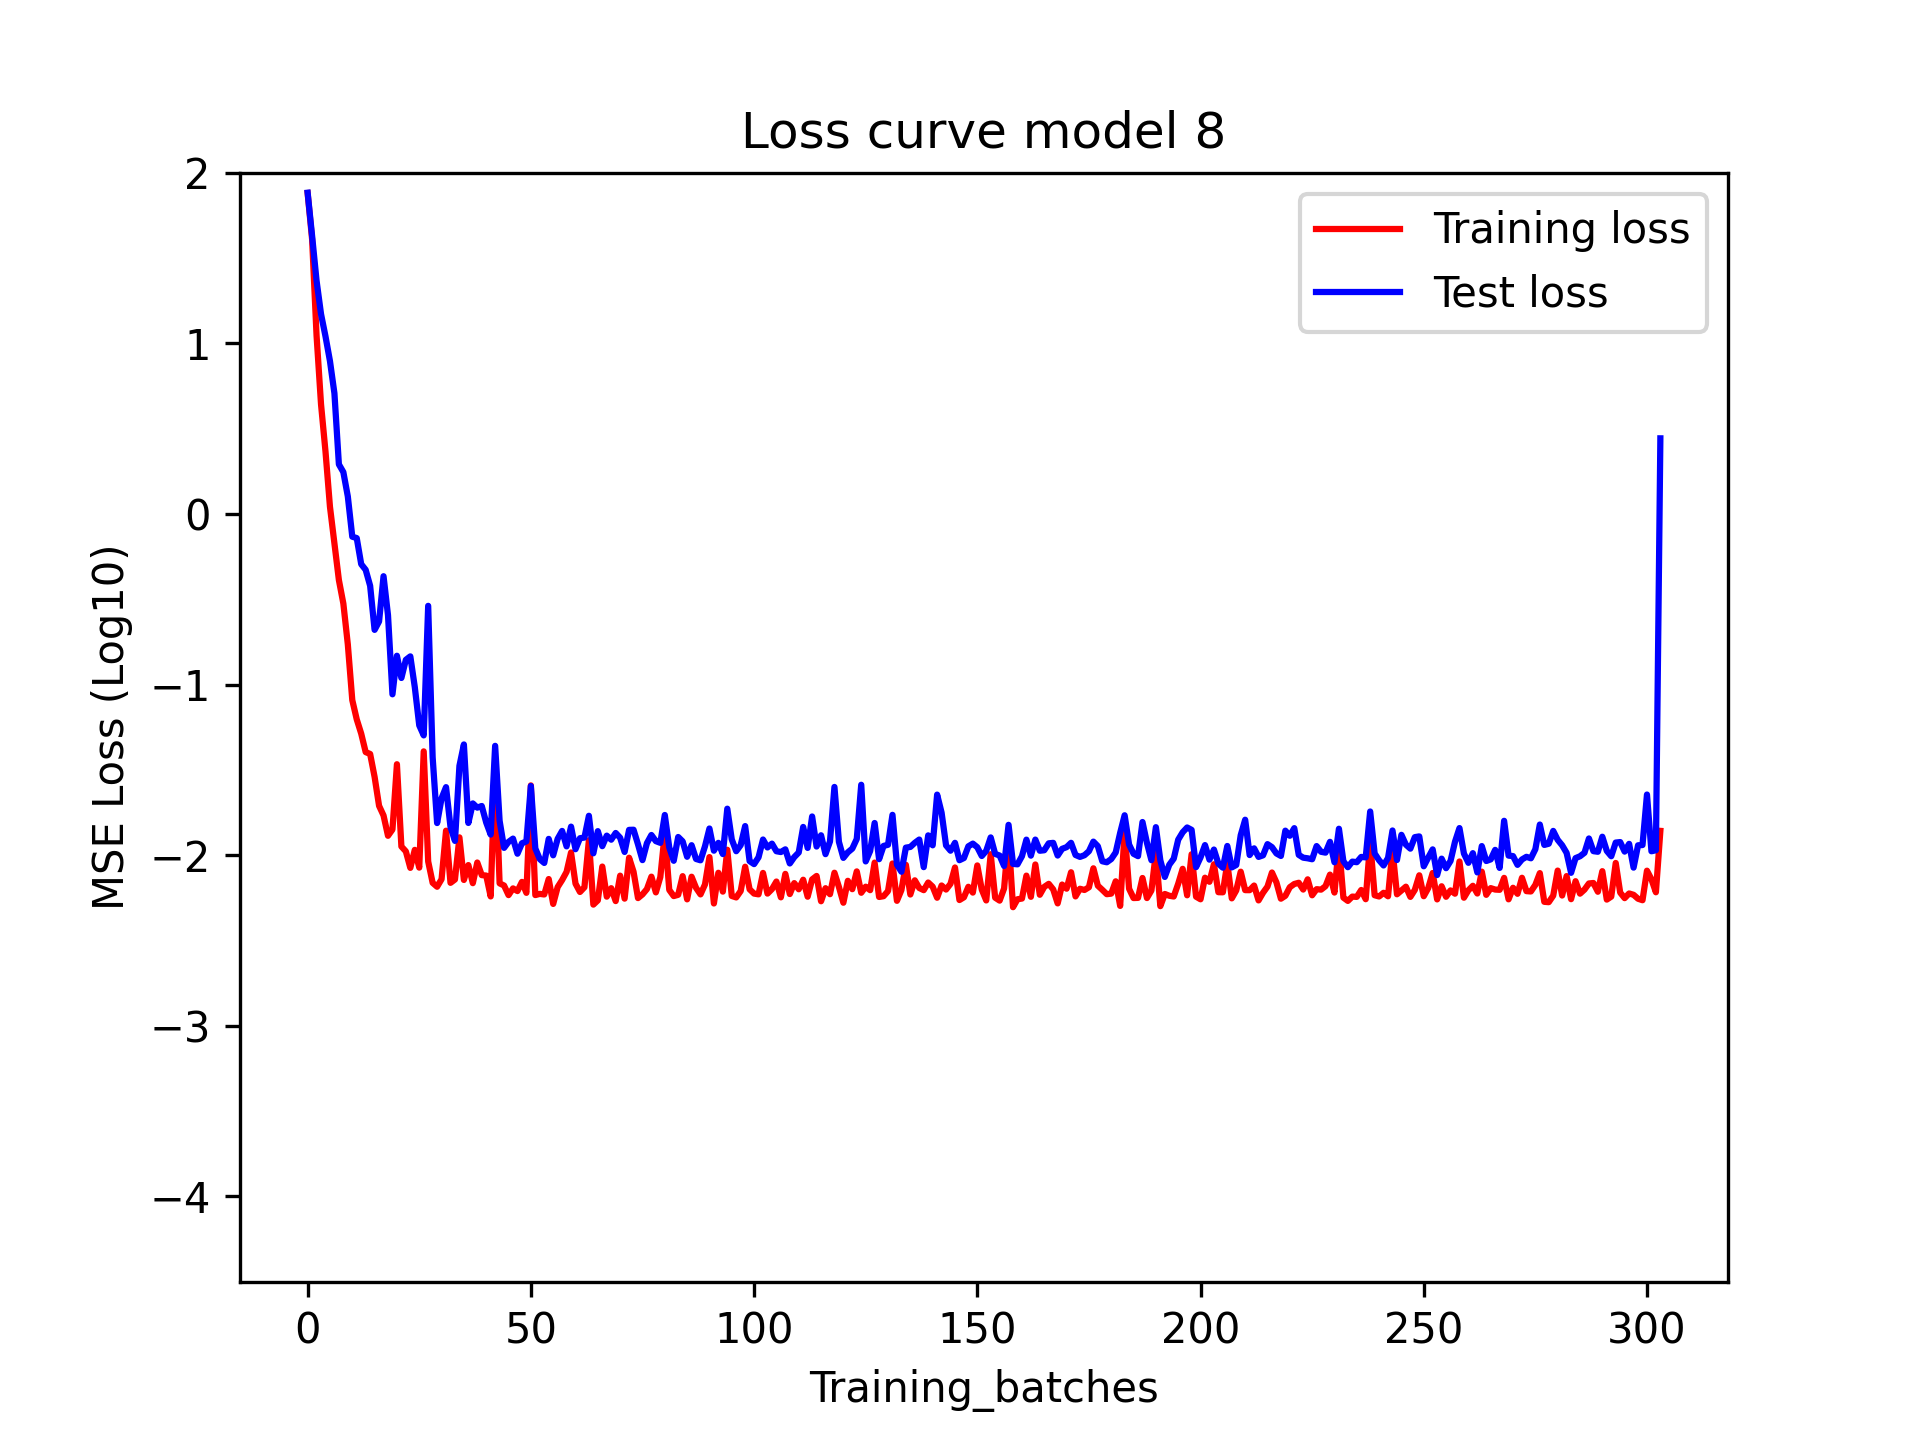 Loss curve model 8
Training loss
Test loss
MSE Loss (Log10)
2
1
0
−1
−2
−3
−4
0 50 100 150 200 250 300
Training_batches